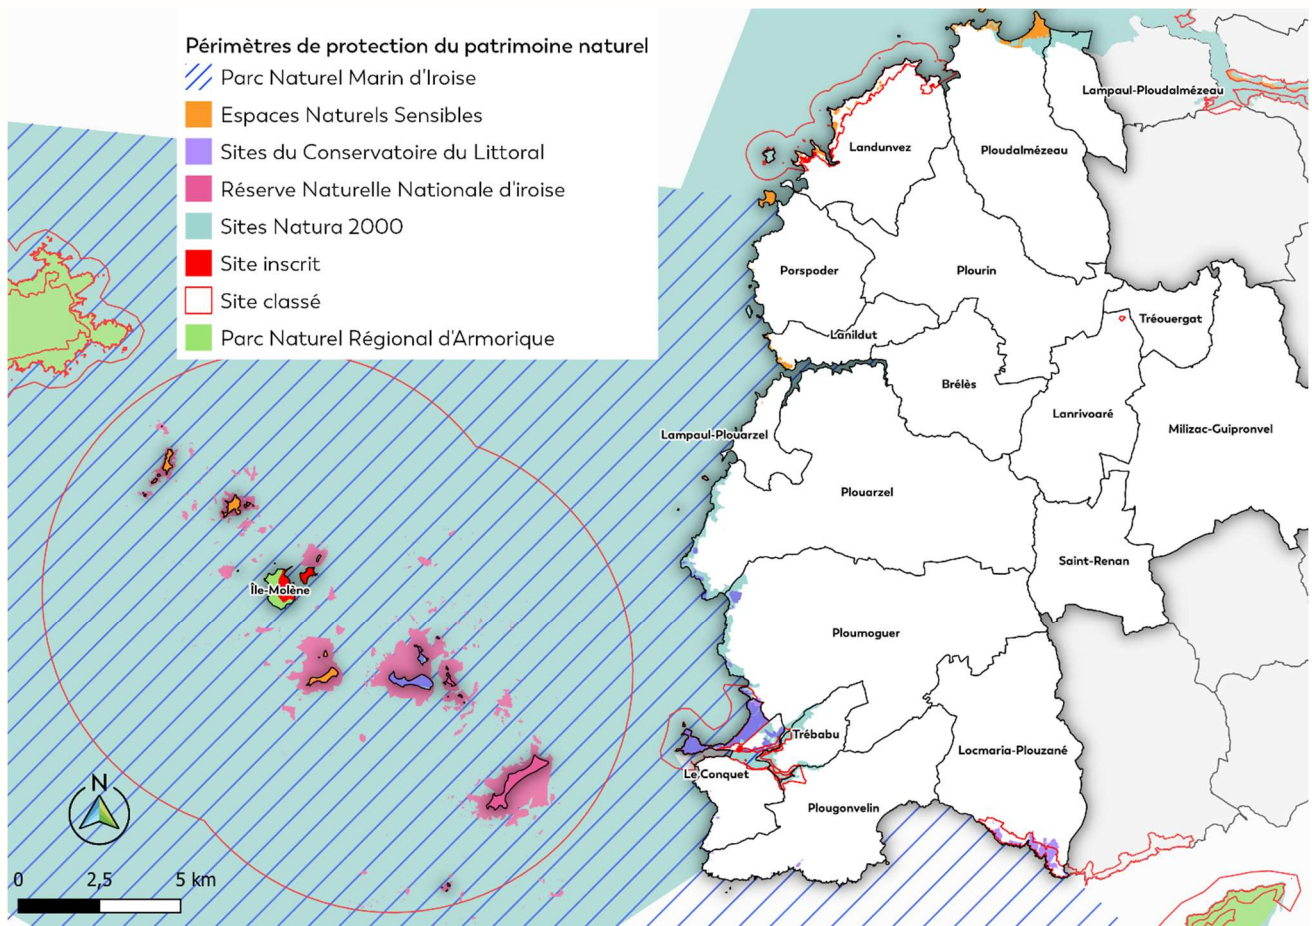 Périmètres de protection du patrimoine naturel
Parc Naturel Marin d'Iroise
Espaces Naturels Sensibles
Sites du Conservatoire du Littoral
Réserve Naturelle Nationale d'iroise
Sites Natura 2000
Site inscrit
Site classé
Parc Naturel Régional d'Armorique
Lampaul-Ploudalmézeau
Landunvez
Ploudalmézeau
Porspoder
Plourin
Tréouergat
Lanildut
Brélès
Lanrivoaré
Milizac-Guipronvel
Lampaul-Plouarzel
Plouarzel
Saint-Renan
Île-Molène
Ploumoguer
Trébabu
Locmaria-Plouzané
Le Conquet
Plougonvelin
N
0 2,5 5 km